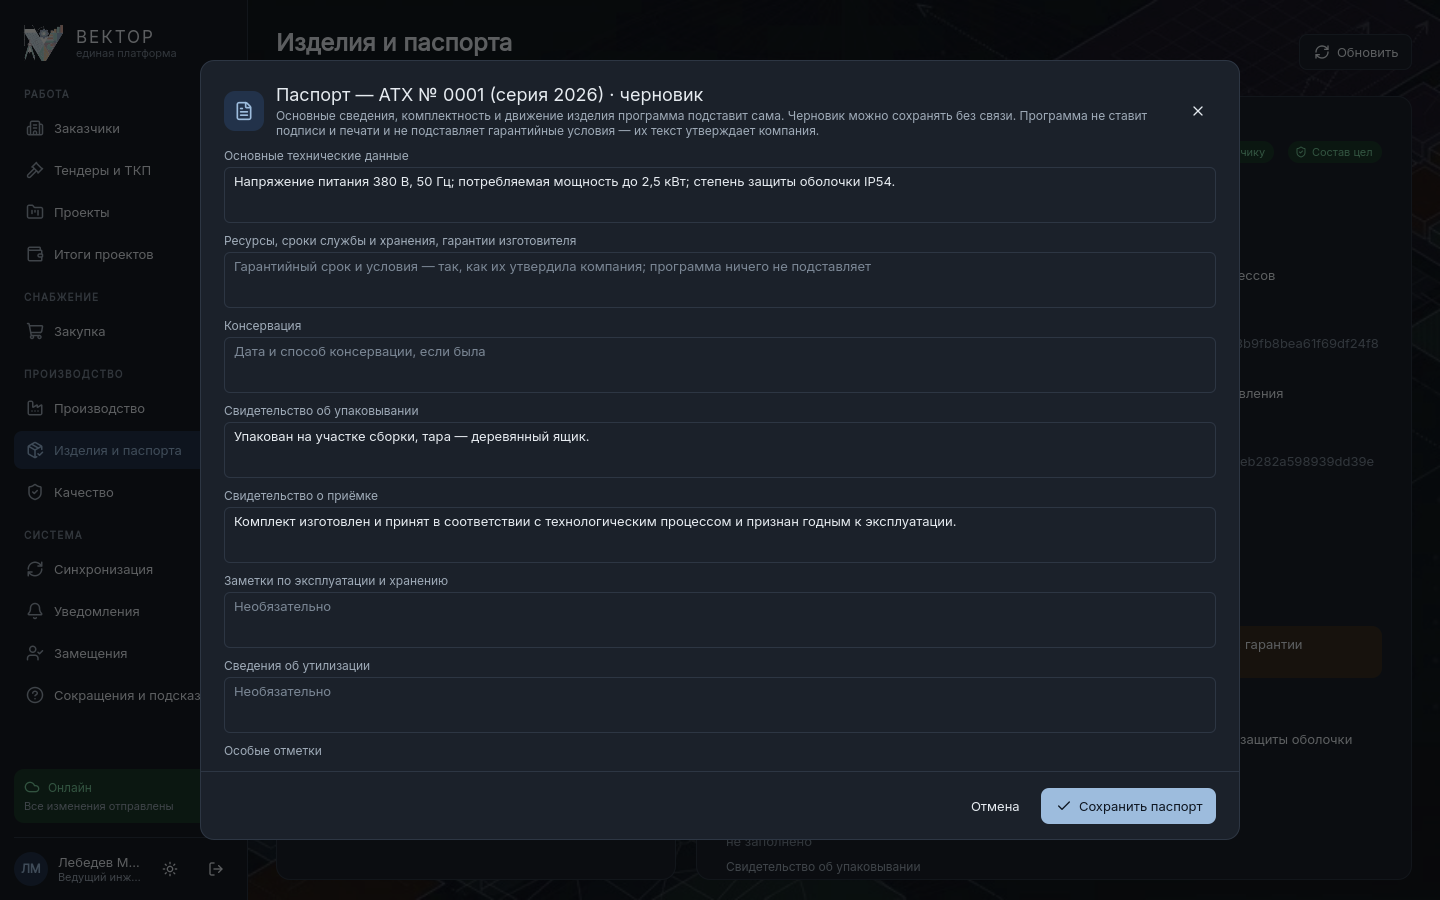 ВЕКТОР
единая платформа
РАБОТА
Заказчики
Тендеры и ТКП
Проекты
Итоги проектов
СНАБЖЕНИЕ
Закупка
ПРОИЗВОДСТВО
Производство
Изделия и паспорта
Качество
СИСТЕМА
Синхронизация
Уведомления
Замещения
Сокращения и подсказ
Онлайн
Все изменения отправлены
ЛМ
Лебедев М...
Ведущий инж...
Изделия и паспорта
Обновить
Паспорт — АТХ № 0001 (серия 2026) · черновик
Основные сведения, комплектность и движение изделия программа подставит сама. Черновик можно сохранять без связи. Программа не ставит
подписи и печати и не подставляет гарантийные условия — их текст утверждает компания.
Основные технические данные
Напряжение питания 380 В, 50 Гц; потребляемая мощность до 2,5 кВт; степень защиты оболочки IP54.
Ресурсы, сроки службы и хранения, гарантии изготовителя
Гарантийный срок и условия — так, как их утвердила компания; программа ничего не подставляет
Консервация
Дата и способ консервации, если была
Свидетельство об упаковывании
Упакован на участке сборки, тара — деревянный ящик.
Свидетельство о приёмке
Комплект изготовлен и принят в соответствии с технологическим процессом и признан годным к эксплуатации.
Заметки по эксплуатации и хранению
Необязательно
Сведения об утилизации
Необязательно
Особые отметки
Отмена
Сохранить паспорт
чику
Состав цел
ессов
b9fb8bea61f69df24f8
вления
eb282a598939dd39e
гарантии
защиты оболочки
не заполнено
Свидетельство об упаковывании